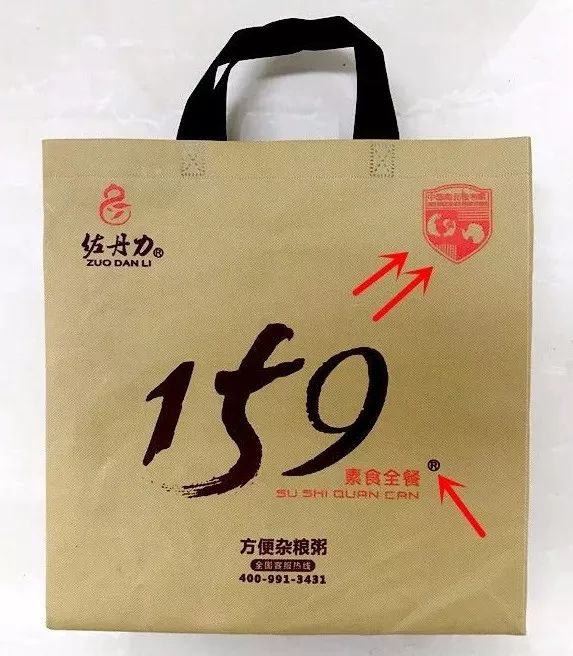 佐丹力®
ZUO DAN LI
159
素食全餐®
SU SHI QUAN CAN
方便杂粮粥
全国客服热线
400-991-3431